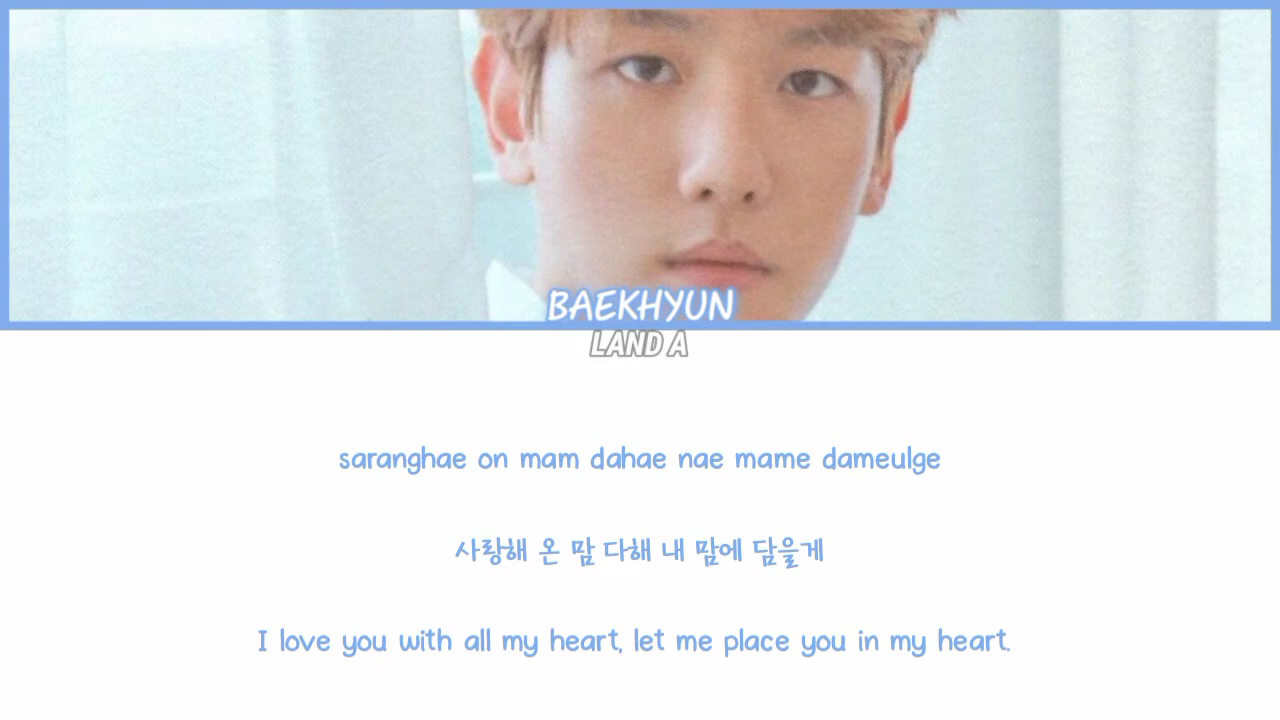 BAEKHYUN
LAND A
saranghae on mam dahae nae mame dameulge
사랑해 온 맘 다해 내 맘에 담을게
I love you with all my heart, let me place you in my heart.